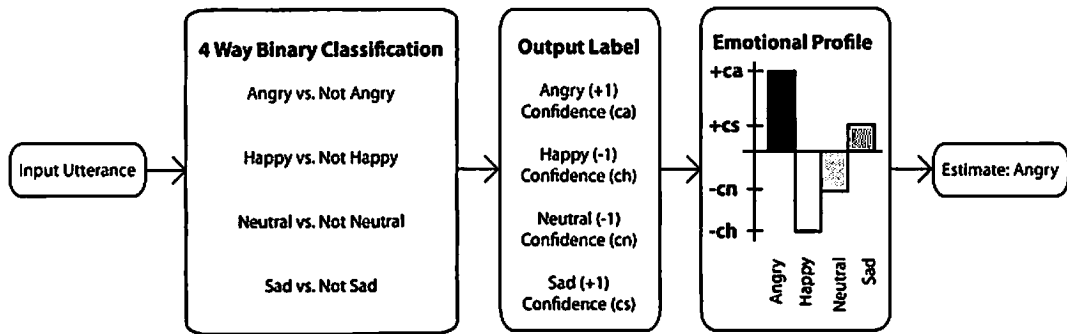 Input Utterance
4 Way Binary Classification
Angry vs. Not Angry
Happy vs. Not Happy
Neutral vs. Not Neutral
Sad vs. Not Sad
Output Label
Angry (+1)
Confidence (ca)
Happy (-1)
Confidence (ch)
Neutral (-1)
Confidence (cn)
Sad (+1)
Confidence (cs)
Emotional Profile
+ca
+cs
-cn
-ch
Angry
Happy
Neutral
Sad
Estimate: Angry